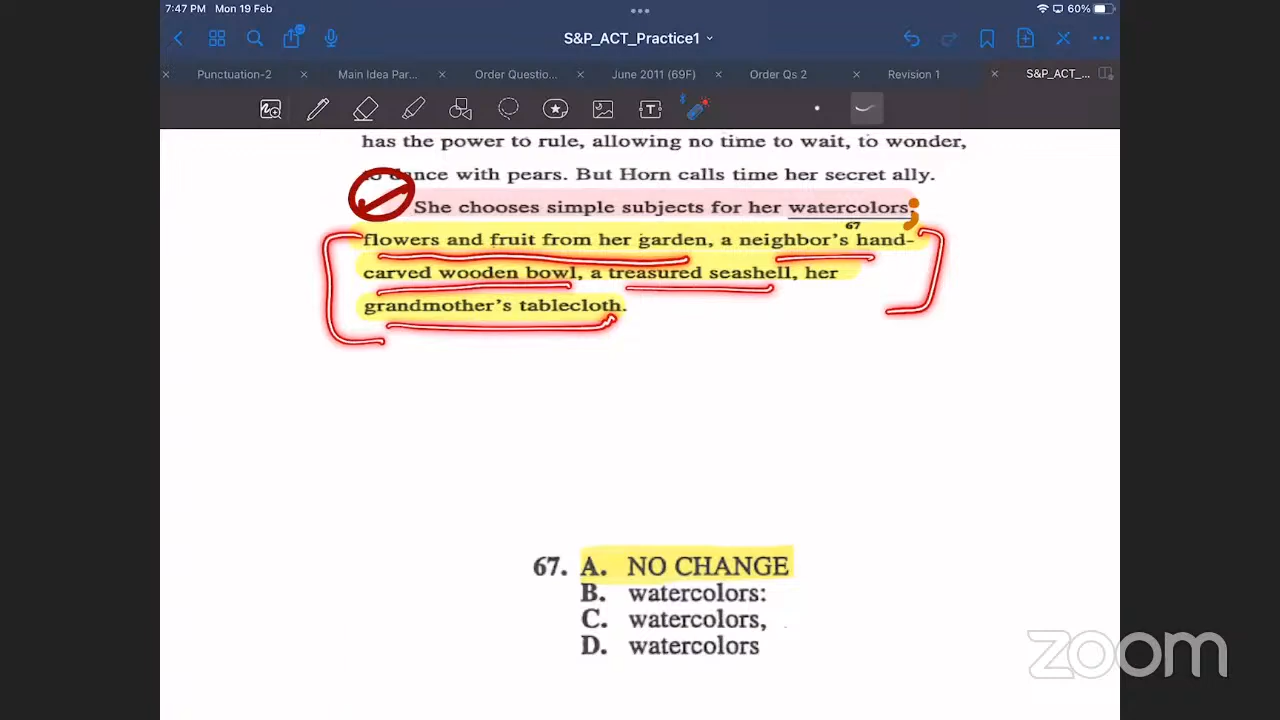 7:47 PM Mon 19 Feb
60%
S&P_ACT_Practice1
Punctuation-2
Main Idea Par...
Order Questio...
June 2011 (69F)
Order Qs 2
Revision 1
S&P_ACT_...
has the power to rule, allowing no time to wait, to wonder,
to dance with pears. But Horn calls time her secret ally.
She chooses simple subjects for her watercolors;
67
flowers and fruit from her garden, a neighbor's hand-
carved wooden bowl, a treasured seashell, her
grandmother's tablecloth.
67. A. NO CHANGE
B. watercolors:
C. watercolors,
D. watercolors
zoom